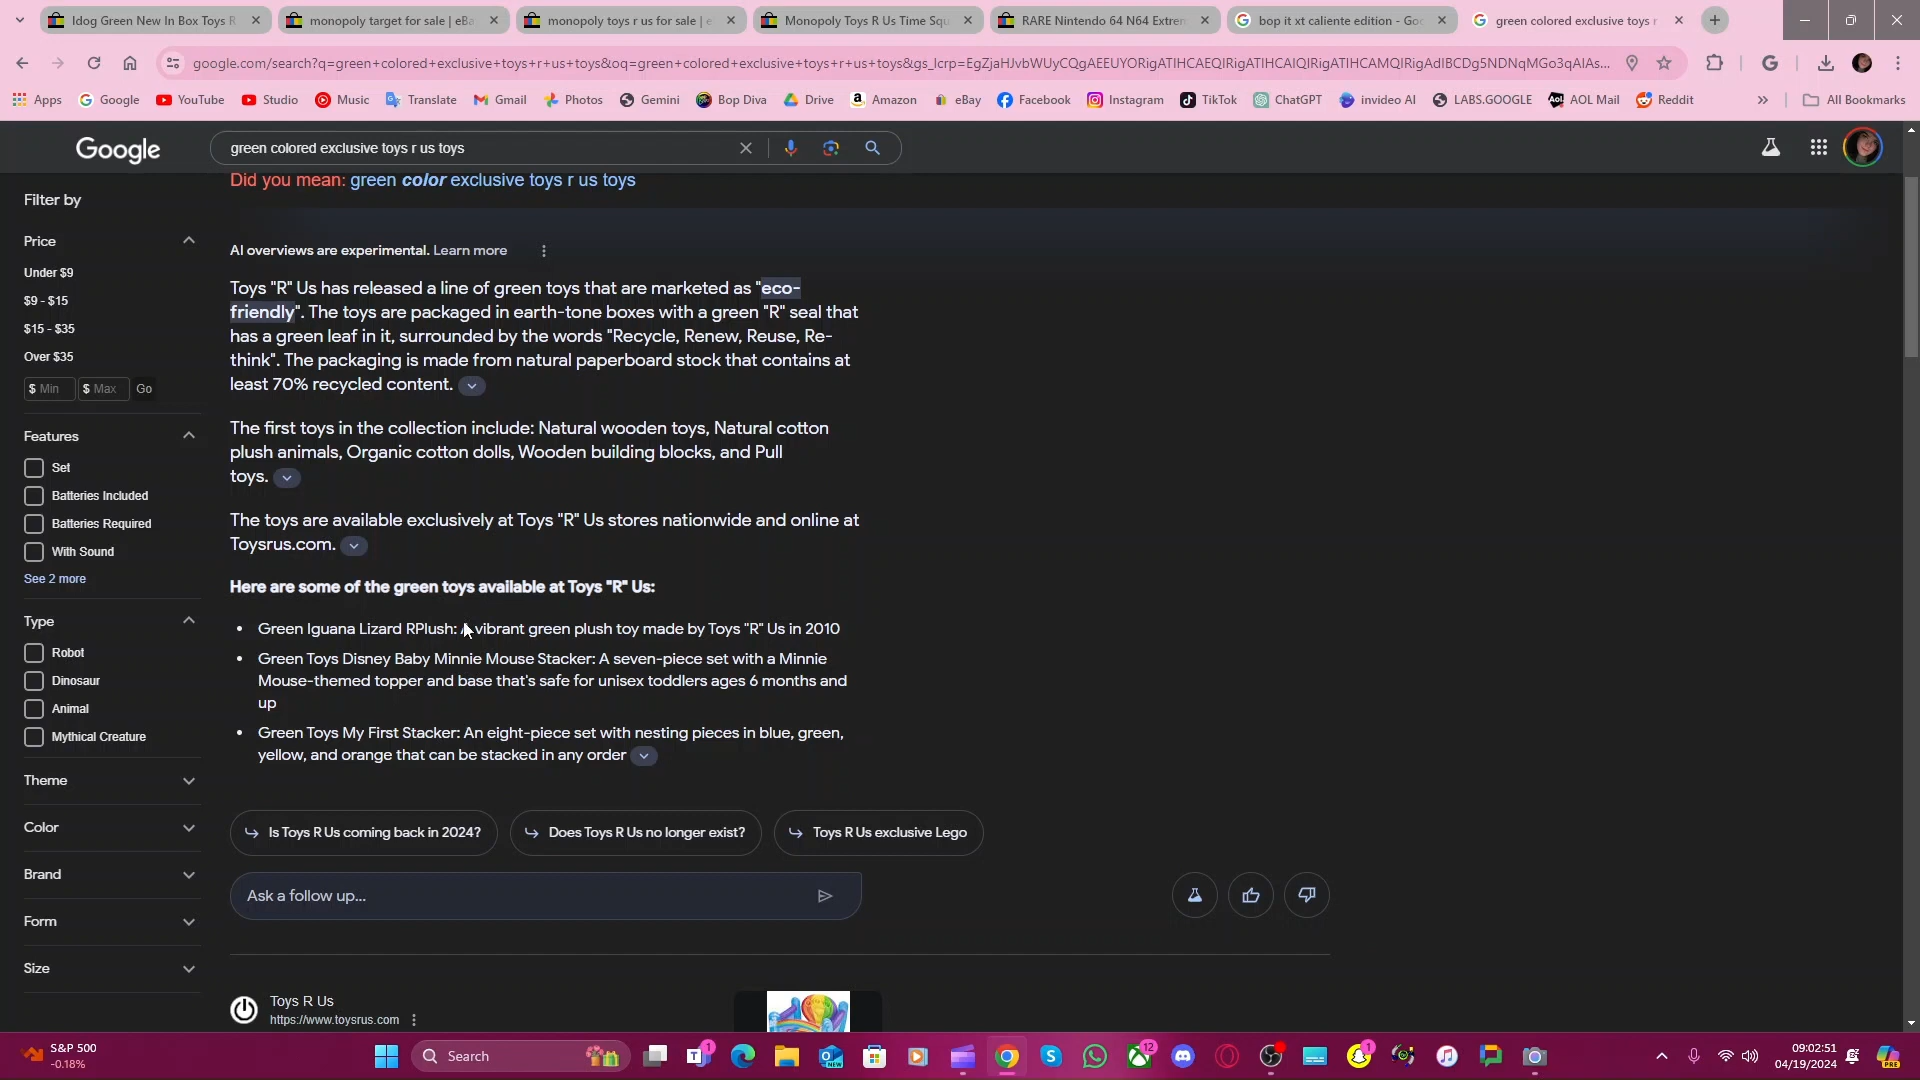 Idog Green New In Box Toys R
monopoly target for sale | eBa
monopoly toys r us for sale | e
Monopoly Toys R Us Time Squ
RARE Nintendo 64 N64 Extrem
bop it xt caliente edition - Goo
green colored exclusive toys r
google.com/search?q=green+colored+exclusive+toys+r+us+toys&oq=green+colored+exclusive+toys+r+us+toys&gs_lcrp=EgZjaHJvbWUyCQgAEEUYORigATIHCAEQIRigATIHCAIQIRigATIHCAMQIRigAdIBCDg5NDNqMGo3qAIAs...
Apps
Google
YouTube
Studio
Music
Translate
Gmail
Photos
Gemini
Bop Diva
Drive
Amazon
eBay
Facebook
Instagram
TikTok
ChatGPT
invideo AI
LABS.GOOGLE
AOL Mail
Reddit
All Bookmarks
Google
green colored exclusive toys r us toys
Did you mean: green color exclusive toys r us toys
Filter by
Price
Under $9
$9 - $15
$15 - $35
Over $35
$ Min $ Max Go
Features
Set
Batteries Included
Batteries Required
With Sound
See 2 more
Type
Robot
Dinosaur
Animal
Mythical Creature
Theme
Color
Brand
Form
Size
AI overviews are experimental. Learn more
Toys "R" Us has released a line of green toys that are marketed as "eco-
friendly". The toys are packaged in earth-tone boxes with a green "R" seal that
has a green leaf in it, surrounded by the words "Recycle, Renew, Reuse, Re-
think". The packaging is made from natural paperboard stock that contains at
least 70% recycled content.
The first toys in the collection include: Natural wooden toys, Natural cotton
plush animals, Organic cotton dolls, Wooden building blocks, and Pull
toys.
The toys are available exclusively at Toys "R" Us stores nationwide and online at
Toysrus.com.
Here are some of the green toys available at Toys "R" Us:
• Green Iguana Lizard RPlush: A vibrant green plush toy made by Toys "R" Us in 2010
• Green Toys Disney Baby Minnie Mouse Stacker: A seven-piece set with a Minnie
Mouse-themed topper and base that's safe for unisex toddlers ages 6 months and
up
• Green Toys My First Stacker: An eight-piece set with nesting pieces in blue, green,
yellow, and orange that can be stacked in any order
Is Toys R Us coming back in 2024?
Does Toys R Us no longer exist?
Toys R Us exclusive Lego
Ask a follow up...
Toys R Us
https://www.toysrus.com
S&P 500
-0.18%
Search
1
12
1
09:02:51
04/19/2024